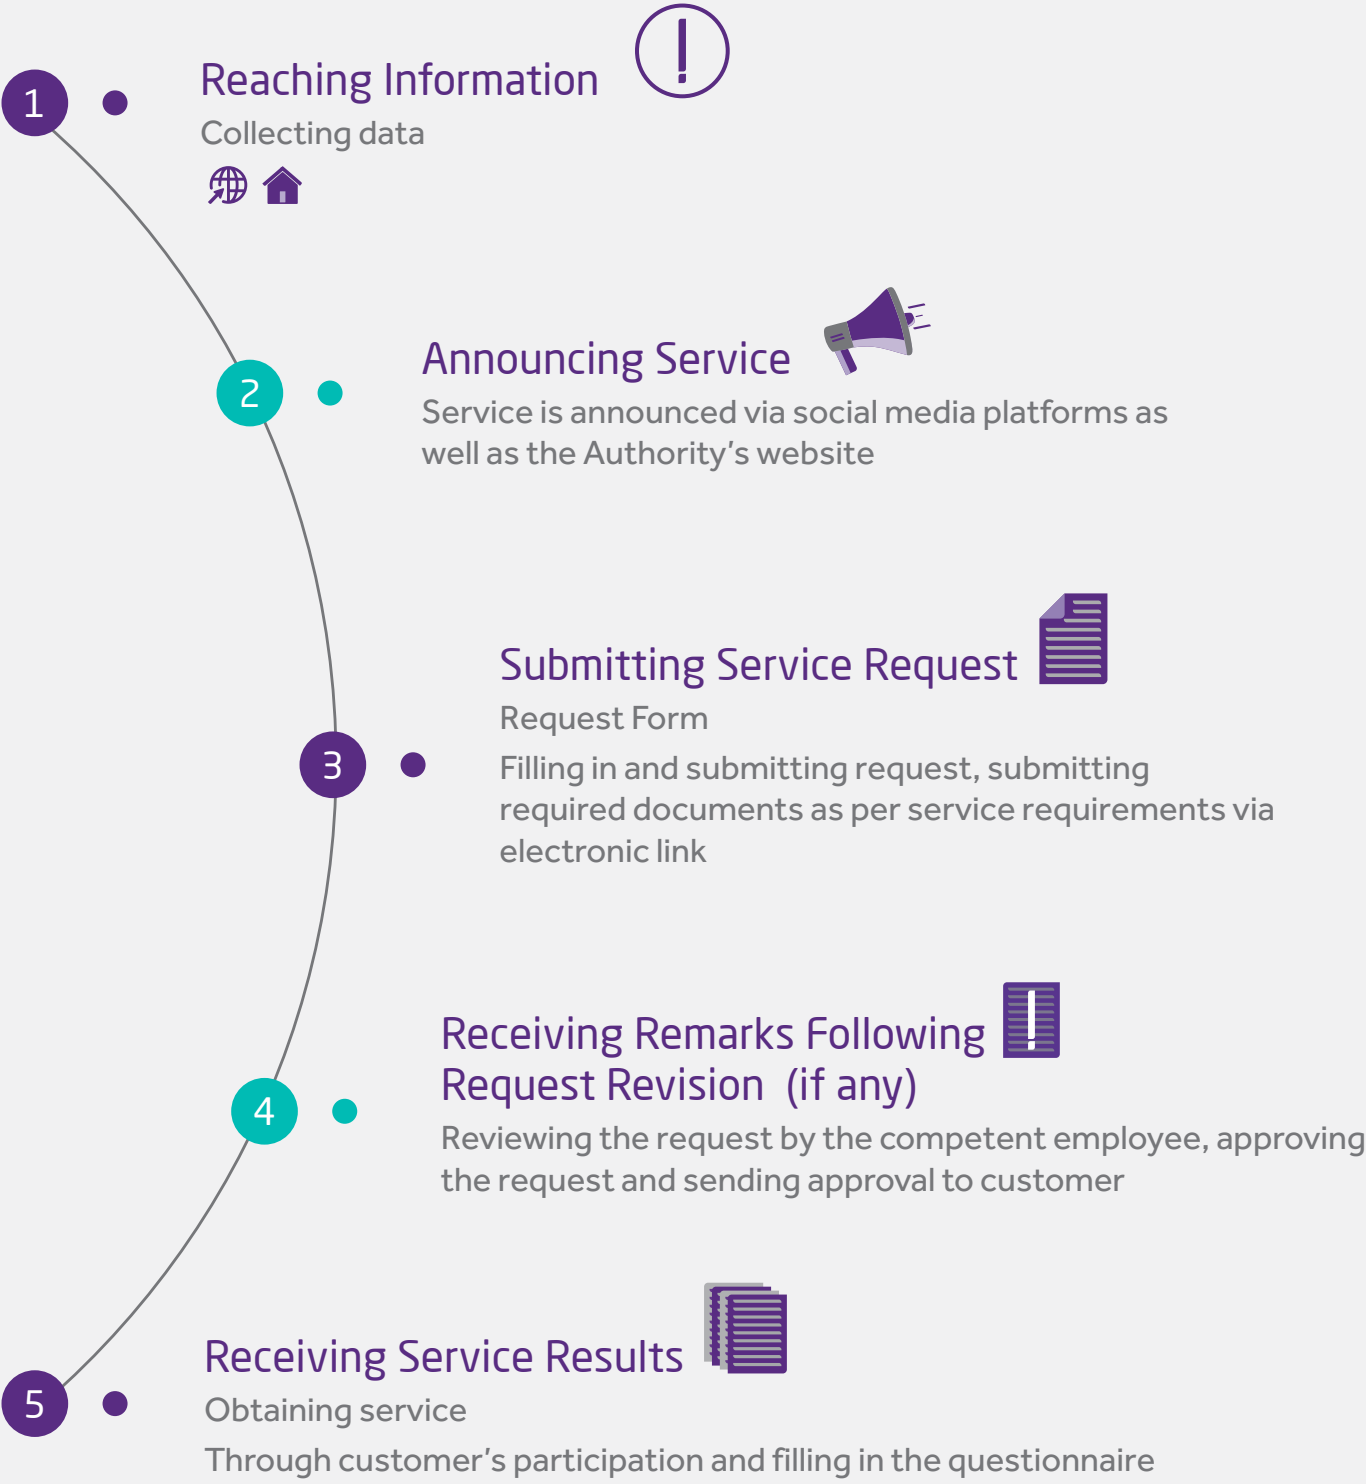 1
Reaching Information
Collecting data
2
Announcing Service
Service is announced via social media platforms as
well as the Authority’s website
3
Submitting Service Request
Request Form
Filling in and submitting request, submitting
required documents as per service requirements via
electronic link
4
Receiving Remarks Following
Request Revision (if any)
Reviewing the request by the competent employee, approving
the request and sending approval to customer
5
Receiving Service Results
Obtaining service
Through customer’s participation and filling in the questionnaire